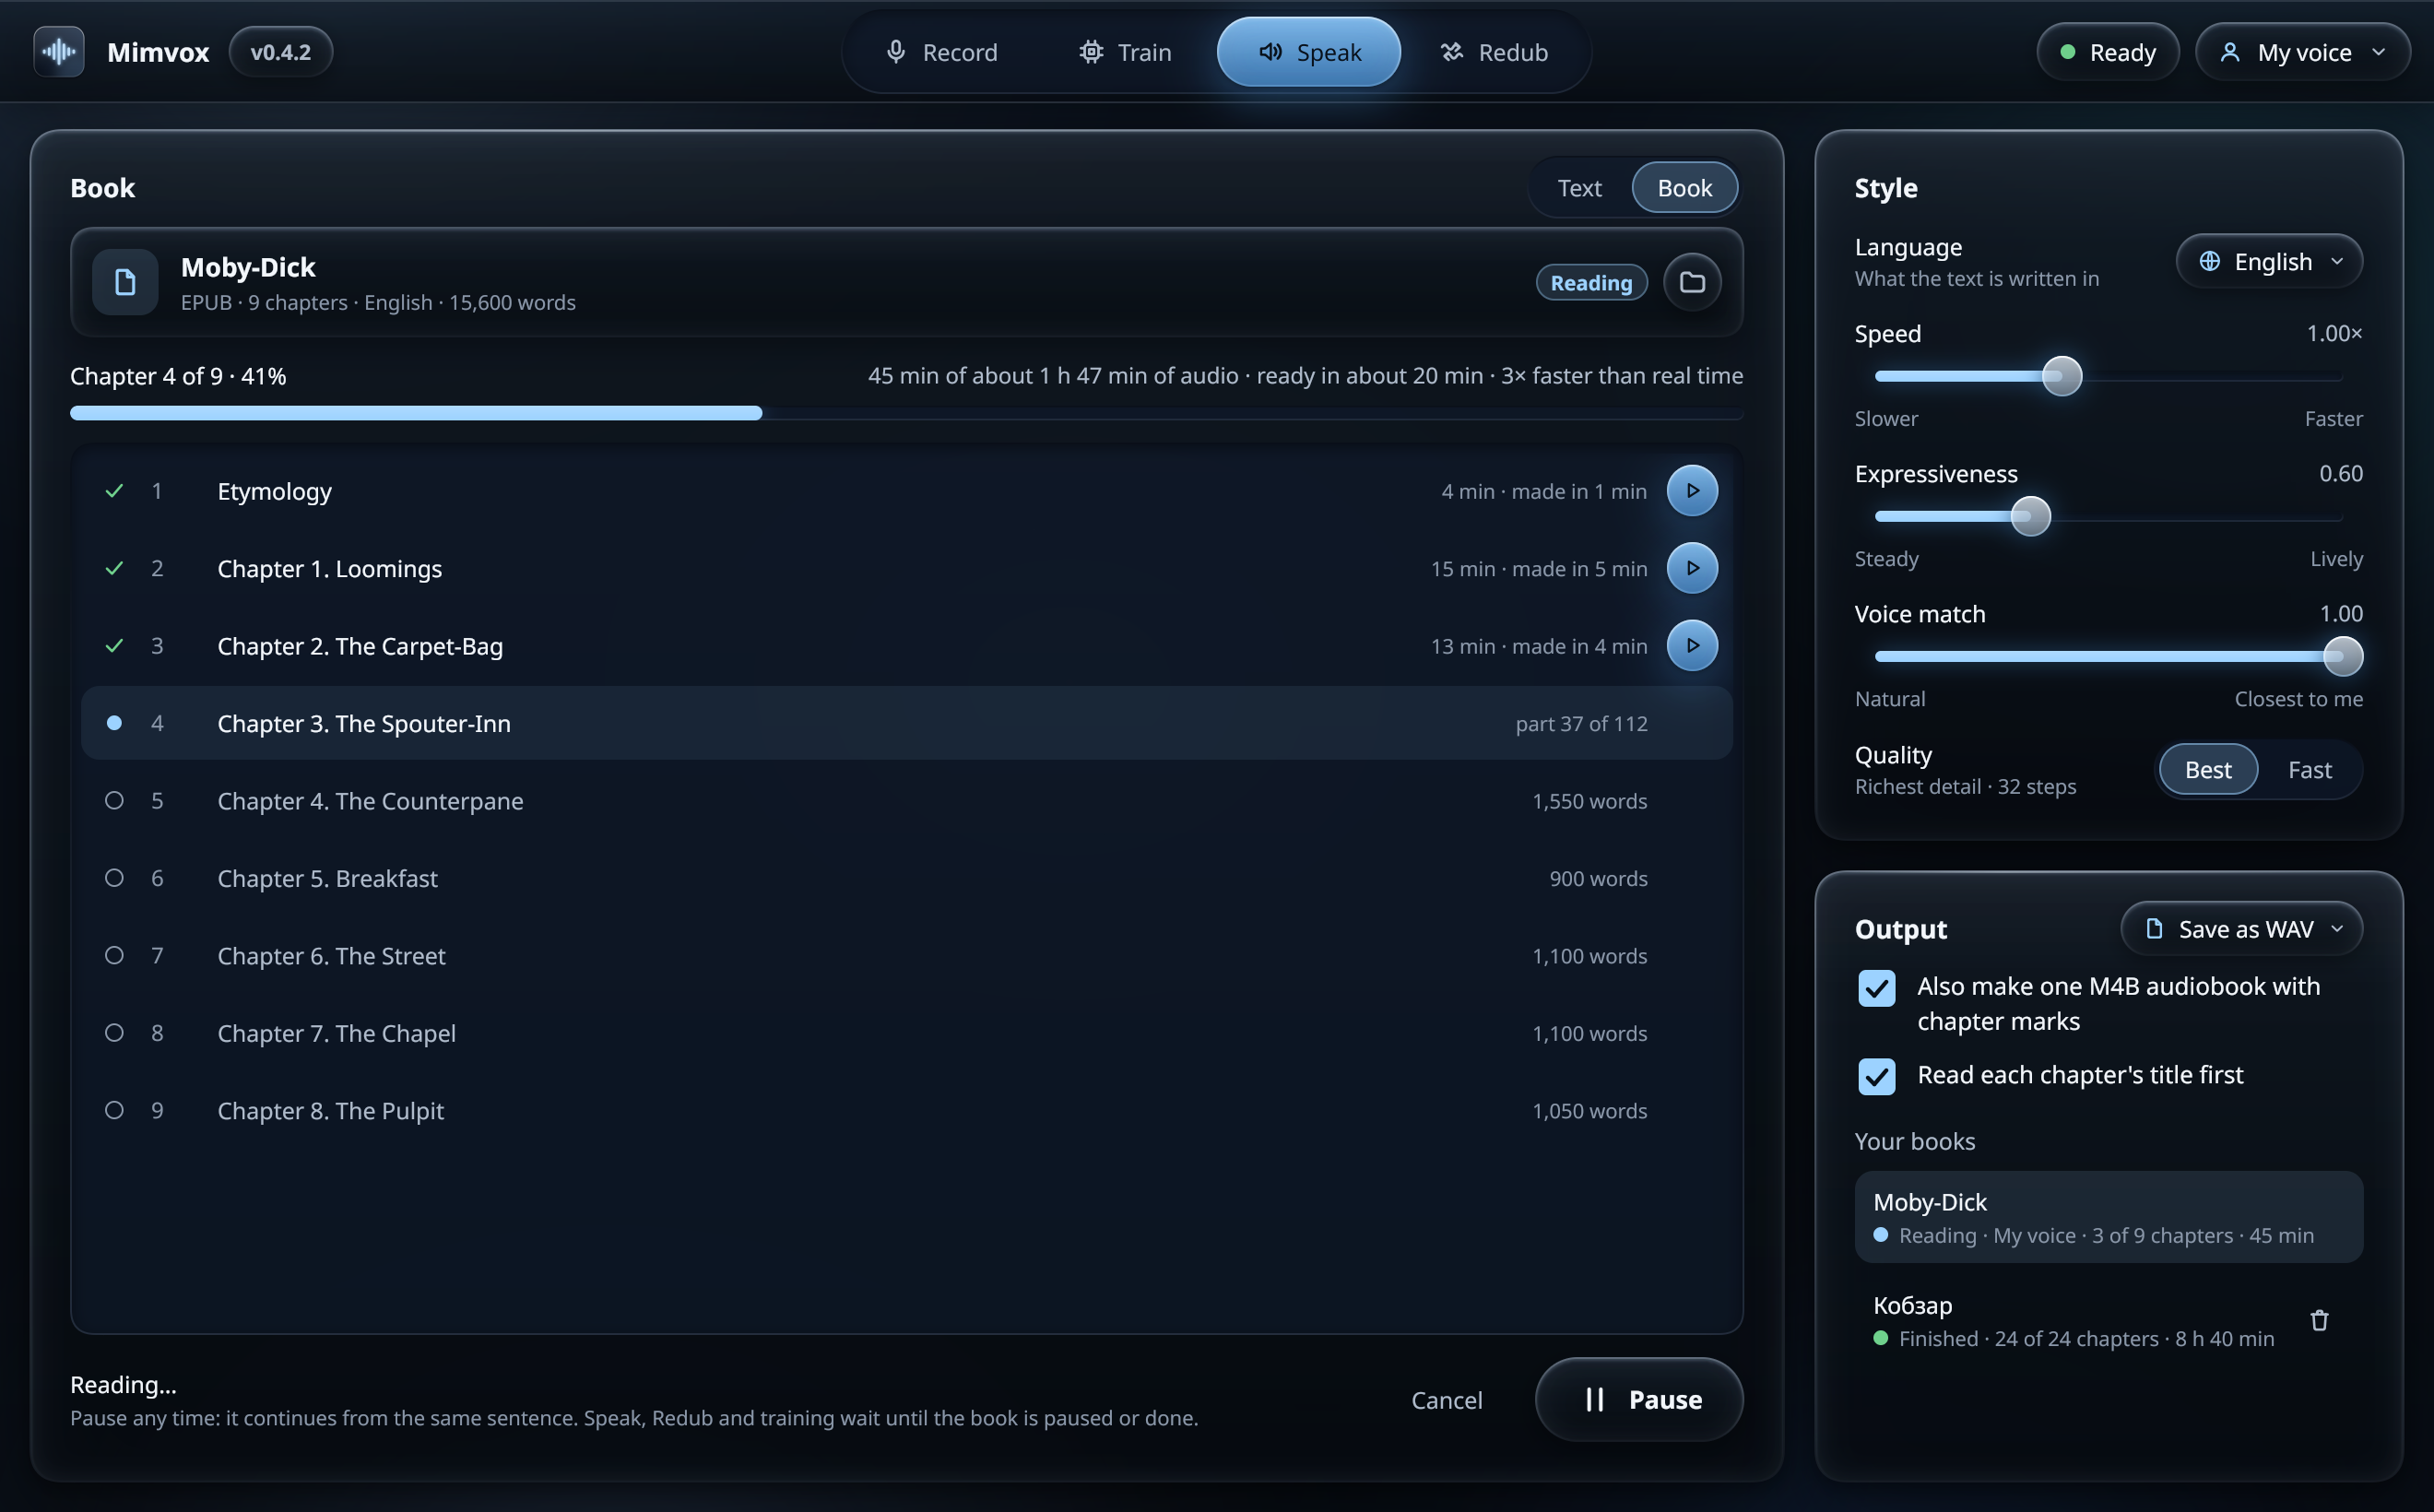 Mimvox
v0.4.2
Record
Train
Speak
Redub
Ready
My voice
Book
Text
Book
Moby-Dick
EPUB · 9 chapters · English · 15,600 words
Reading
Chapter 4 of 9 · 41%
45 min of about 1 h 47 min of audio · ready in about 20 min · 3× faster than real time
1 Etymology 4 min · made in 1 min
2 Chapter 1. Loomings 15 min · made in 5 min
3 Chapter 2. The Carpet-Bag 13 min · made in 4 min
4 Chapter 3. The Spouter-Inn part 37 of 112
5 Chapter 4. The Counterpane 1,550 words
6 Chapter 5. Breakfast 900 words
7 Chapter 6. The Street 1,100 words
8 Chapter 7. The Chapel 1,100 words
9 Chapter 8. The Pulpit 1,050 words
Reading...
Pause any time: it continues from the same sentence. Speak, Redub and training wait until the book is paused or done.
Cancel
Pause
Style
Language
What the text is written in
English
Speed 1.00×
Slower Faster
Expressiveness 0.60
Steady Lively
Voice match 1.00
Natural Closest to me
Quality
Richest detail · 32 steps
Best Fast
Output
Save as WAV
Also make one M4B audiobook with
chapter marks
Read each chapter's title first
Your books
Moby-Dick
Reading · My voice · 3 of 9 chapters · 45 min
Кобзар
Finished · 24 of 24 chapters · 8 h 40 min